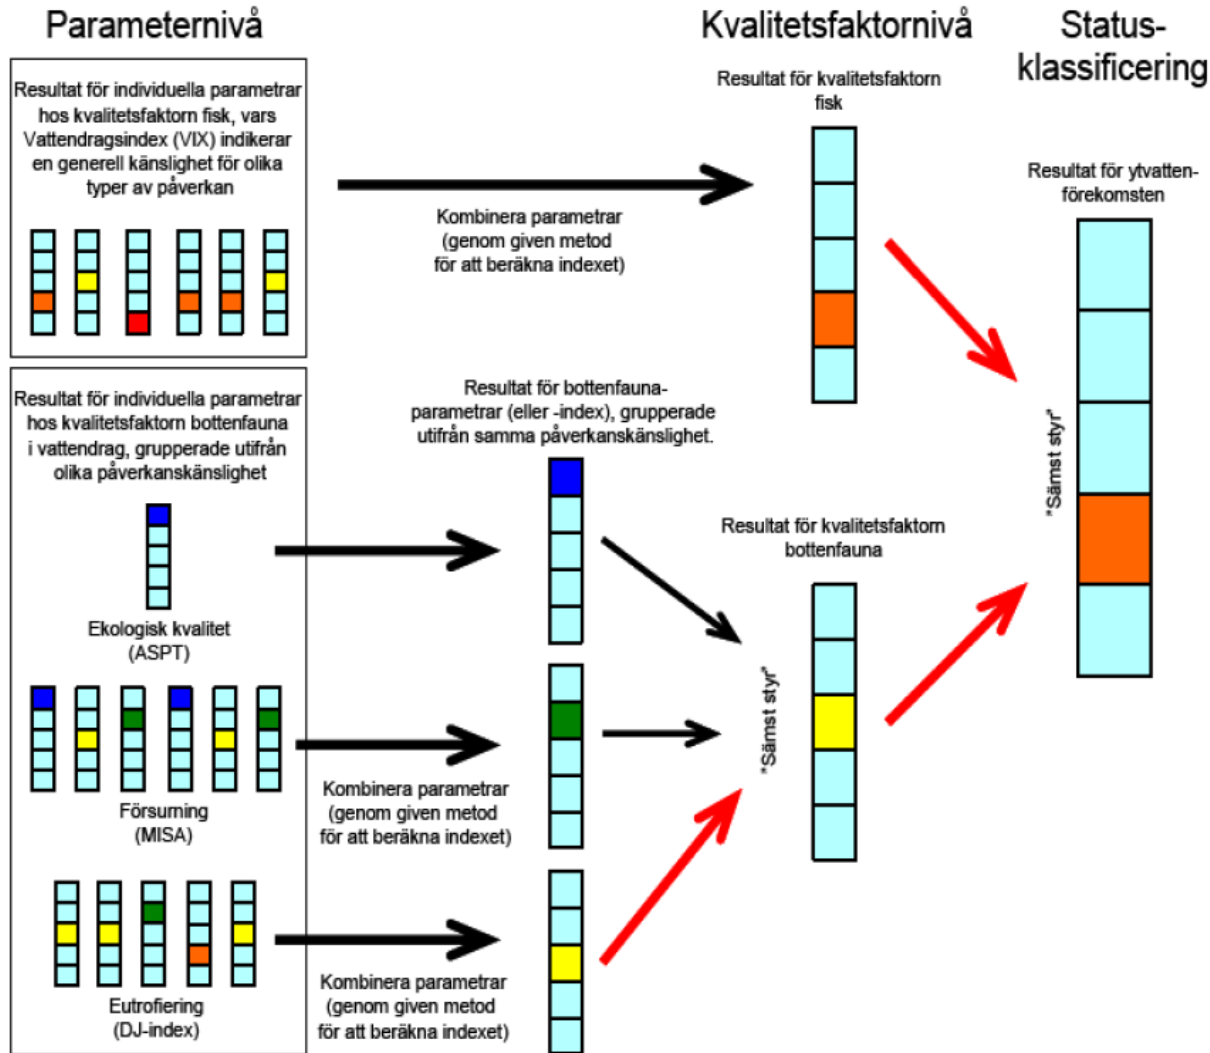 Parameternivå
Kvalitetsfaktornivå
Status-
klassificering
Resultat för individuella parametrar
hos kvalitetsfaktorn fisk, vars
Vattendragsindex (VIX) indikerar
en generell känslighet för olika
typer av påverkan
Kombinera parametrar
(genom given metod
för att beräkna indexet)
Resultat för kvalitetsfaktorn
fisk
Resultat för ytvatten-
förekomsten
Resultat för individuella parametrar
hos kvalitetsfaktorn bottenfauna
i vattendrag, grupperade utifrån
olika påverkanskänslighet
Resultat för bottenfauna-
parametrar (eller -index), grupperade
utifrån samma påverkanskänslighet.
"Sämst styr"
Ekologisk kvalitet
(ASPT)
Resultat för kvalitetsfaktorn
bottenfauna
"Sämst styr"
Försurning
(MISA)
Kombinera parametrar
(genom given metod
för att beräkna indexet)
Eutrofiering
(DJ-index)
Kombinera parametrar
(genom given metod
för att beräkna indexet)